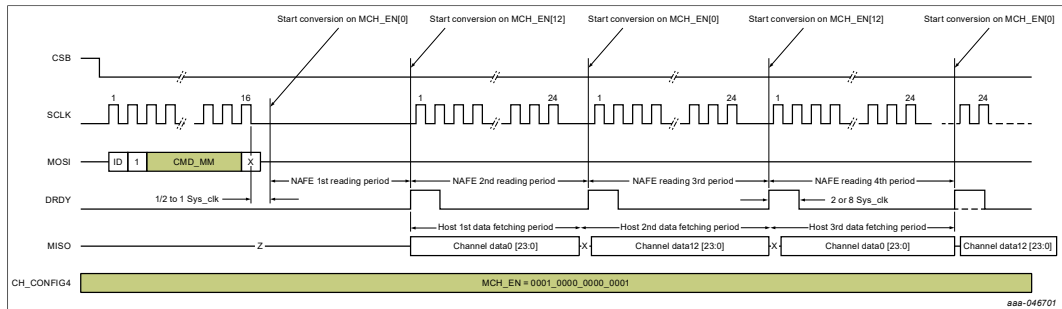 Start conversion on MCH_EN[0] Start conversion on MCH_EN[12] Start conversion on MCH_EN[0] Start conversion on MCH_EN[12] Start conversion on MCH_EN[0]
CSB
1 16 1 24 1 24 1 24 24
SCLK
MOSI ID 1 CMD_MM X
NAFE 1st reading period NAFE 2nd reading period NAFE reading 3rd period NAFE reading 4th period
1/2 to 1 Sys_clk
DRDY 2 or 8 Sys_clk
Host 1st data fetching period Host 2nd data fetching period Host 3rd data fetching period
MISO Z Channel data0 [23:0] X Channel data12 [23:0] X Channel data0 [23:0] Channel data12 [23:0]
CH_CONFIG4 MCH_EN = 0001_0000_0000_0001
aaa-046701